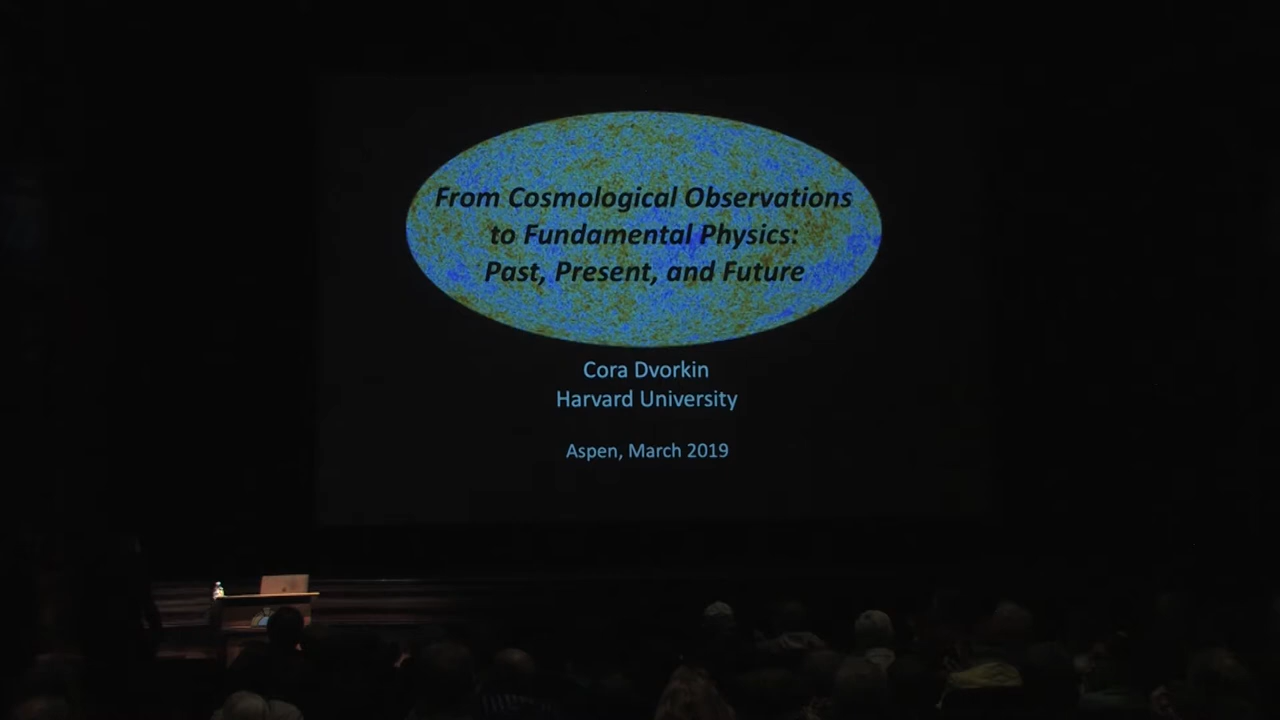 From Cosmological Observations
to Fundamental Physics:
Past, Present, and Future
Cora Dvorkin
Harvard University
Aspen, March 2019